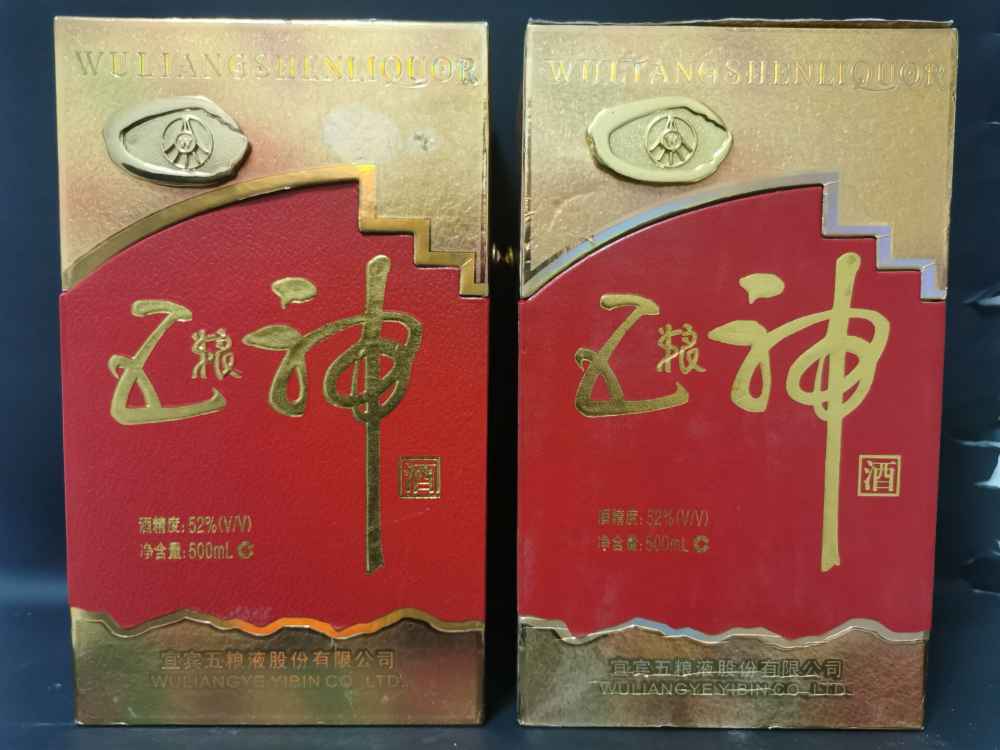 WULIANGSHENLIQUOR
W
五粮神
酒
酒精度:52%(V/V)
净含量:500mL
宜宾五粮液股份有限公司
WULIANGYE YIBIN CO.,LTD.
WULIANGSHENLIQUOR
W
五粮神
酒
酒精度:52%(V/V)
净含量:500mL
宜宾五粮液股份有限公司
WULIANGYE YIBIN CO.,LTD.